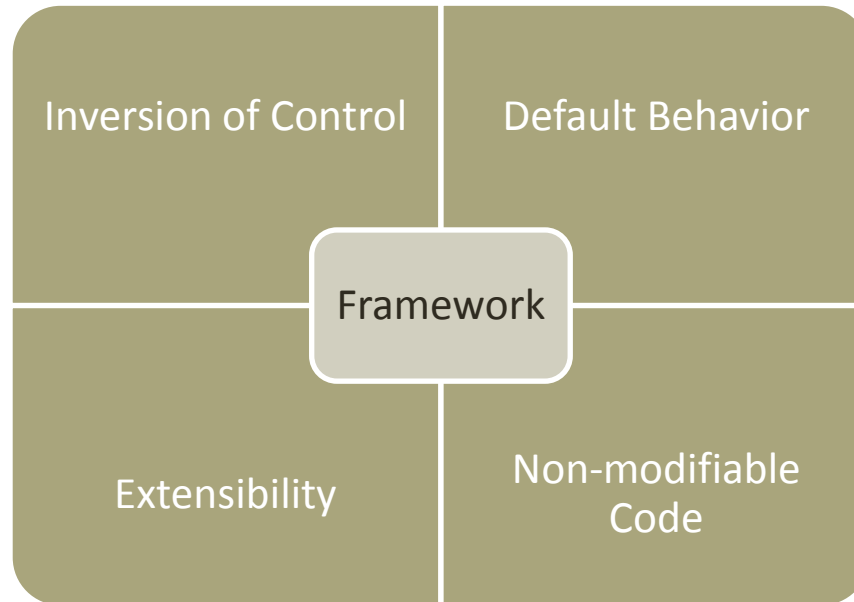 Inversion of Control
Default Behavior
Framework
Extensibility
Non-modifiable
Code